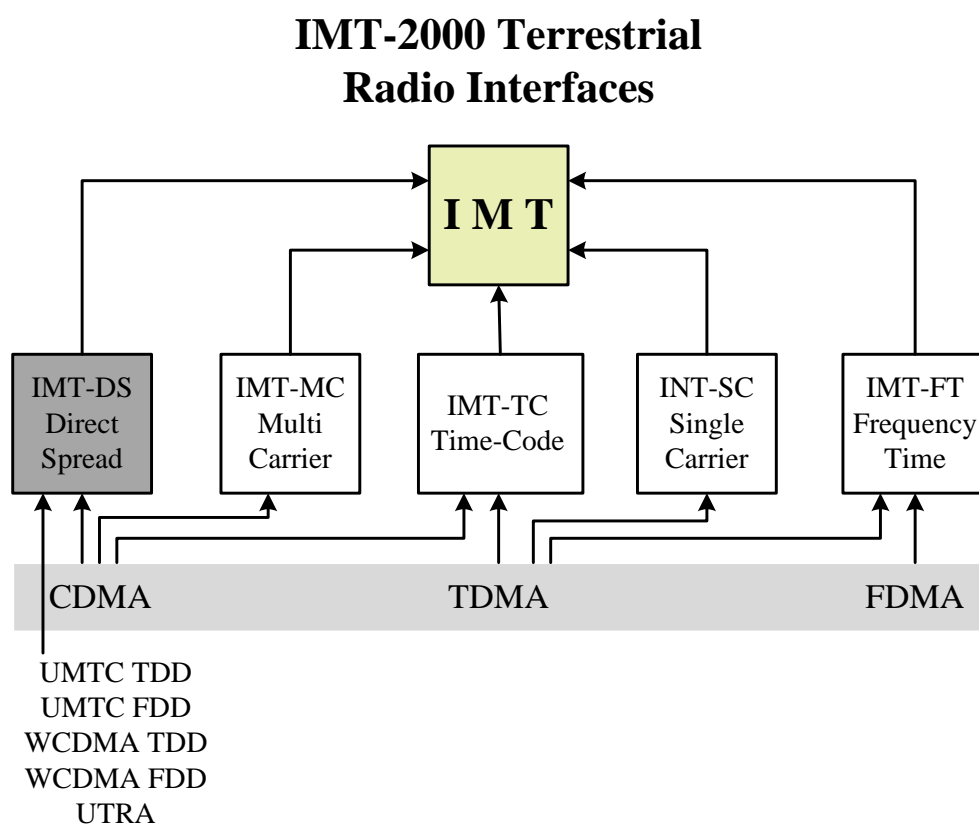 IMT-2000 Terrestrial
Radio Interfaces
I M T
IMT-DS
Direct
Spread
IMT-MC
Multi
Carrier
IMT-TC
Time-Code
INT-SC
Single
Carrier
IMT-FT
Frequency
Time
CDMA
TDMA
FDMA
UMTC TDD
UMTC FDD
WCDMA TDD
WCDMA FDD
UTRA